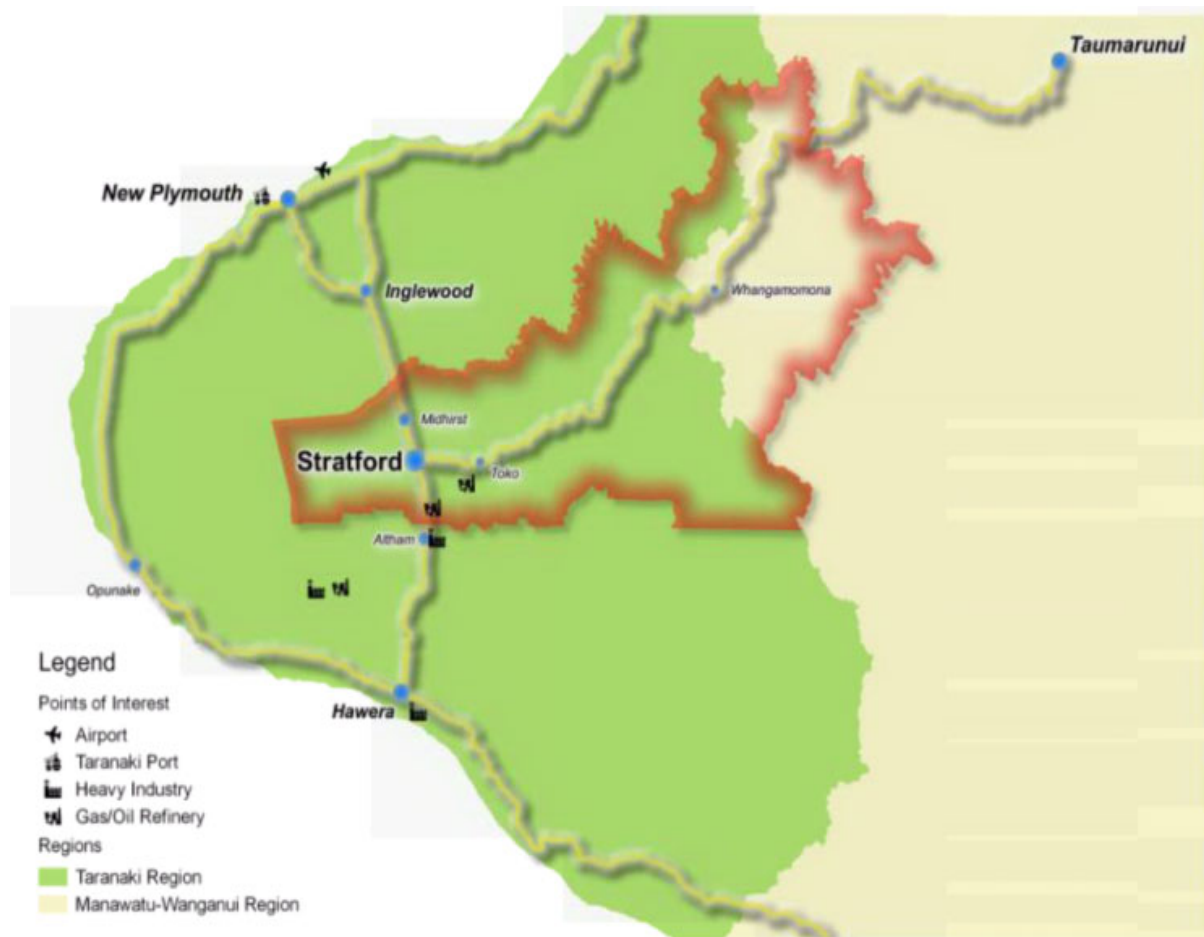 Taumarunui
New Plymouth
Inglewood
Whangamomona
Midhirst
Stratford
Toko
Altham
Opunake
Hawera
Legend
Points of Interest
Airport
Taranaki Port
Heavy Industry
Gas/Oil Refinery
Regions
Taranaki Region
Manawatu-Wanganui Region